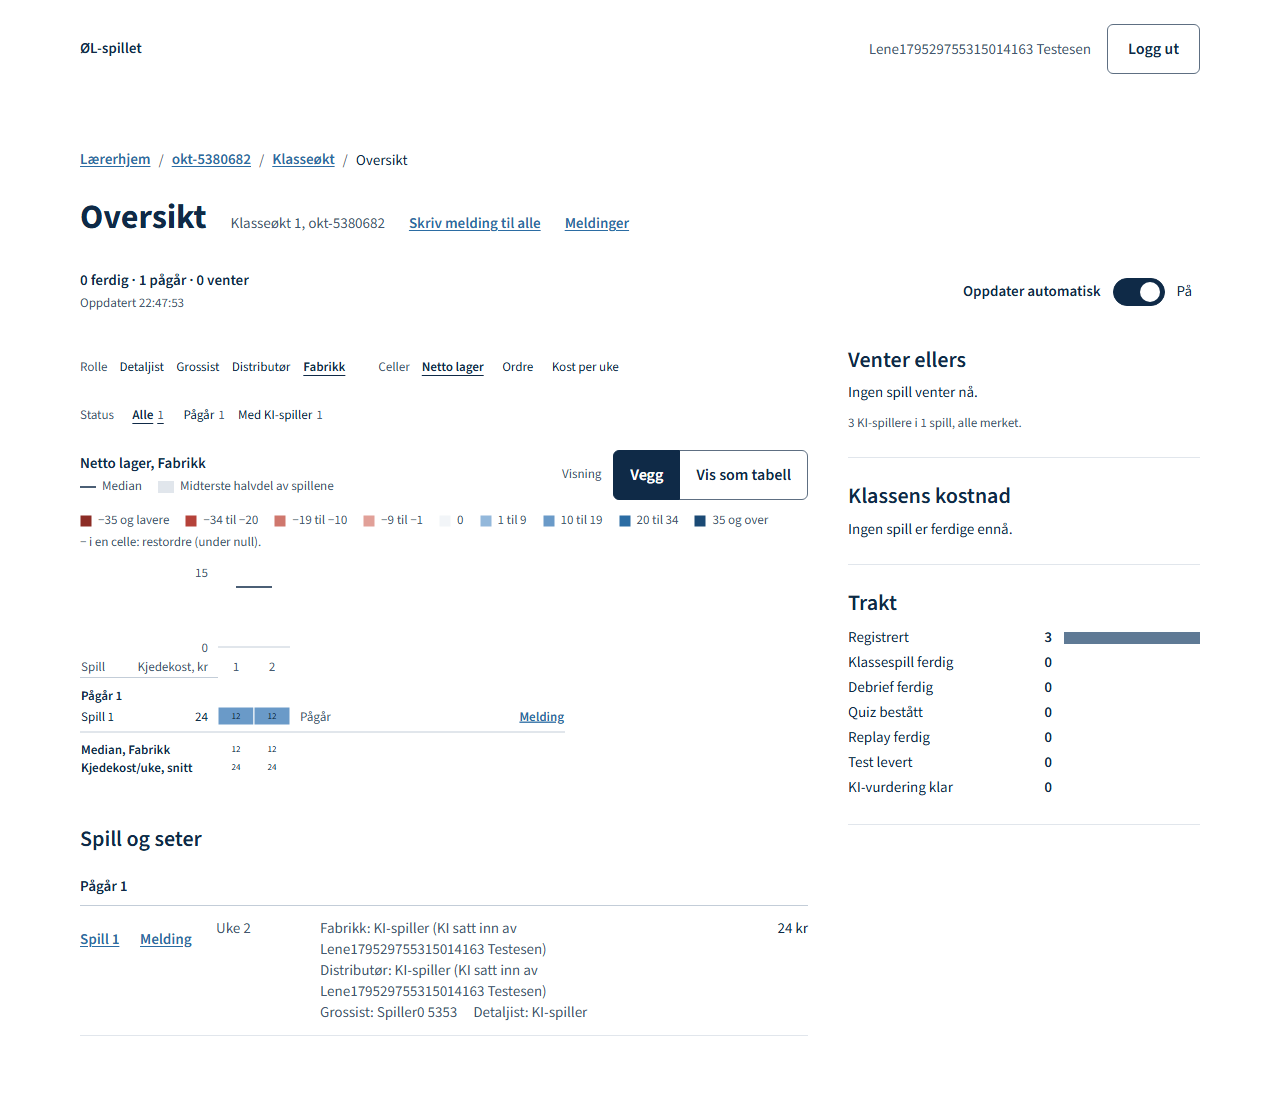 ØL-spillet
Lene179529755315014163 Testesen
Logg ut
Lærerhjem / okt-5380682 / Klasseøkt / Oversikt
Oversikt Klasseøkt 1, okt-5380682 Skriv melding til alle Meldinger
0 ferdig · 1 pågår · 0 venter
Oppdatert 22:47:53
Oppdater automatisk På
Rolle Detaljist Grossist Distributør Fabrikk Celler Netto lager Ordre Kost per uke
Status Alle 1 Pågår 1 Med KI-spiller 1
Netto lager, Fabrikk
Median Midterste halvdel av spillene
Visning Vegg Vis som tabell
−35 og lavere −34 til −20 −19 til −10 −9 til −1 0 1 til 9 10 til 19 20 til 34 35 og over
− i en celle: restordre (under null).
15
0
Spill Kjedekost, kr 1 2
Pågår 1
Spill 1 24 12 12 Pågår Melding
Median, Fabrikk 12 12
Kjedekost/uke, snitt 24 24
Spill og seter
Pågår 1
Spill 1 Melding Uke 2 Fabrikk: KI-spiller (KI satt inn av 24 kr
Lene179529755315014163 Testesen)
Distributør: KI-spiller (KI satt inn av
Lene179529755315014163 Testesen)
Grossist: Spiller0 5353 Detaljist: KI-spiller
Venter ellers
Ingen spill venter nå.
3 KI-spillere i 1 spill, alle merket.
Klassens kostnad
Ingen spill er ferdige ennå.
Trakt
Registrert 3
Klassespill ferdig 0
Debrief ferdig 0
Quiz bestått 0
Replay ferdig 0
Test levert 0
KI-vurdering klar 0